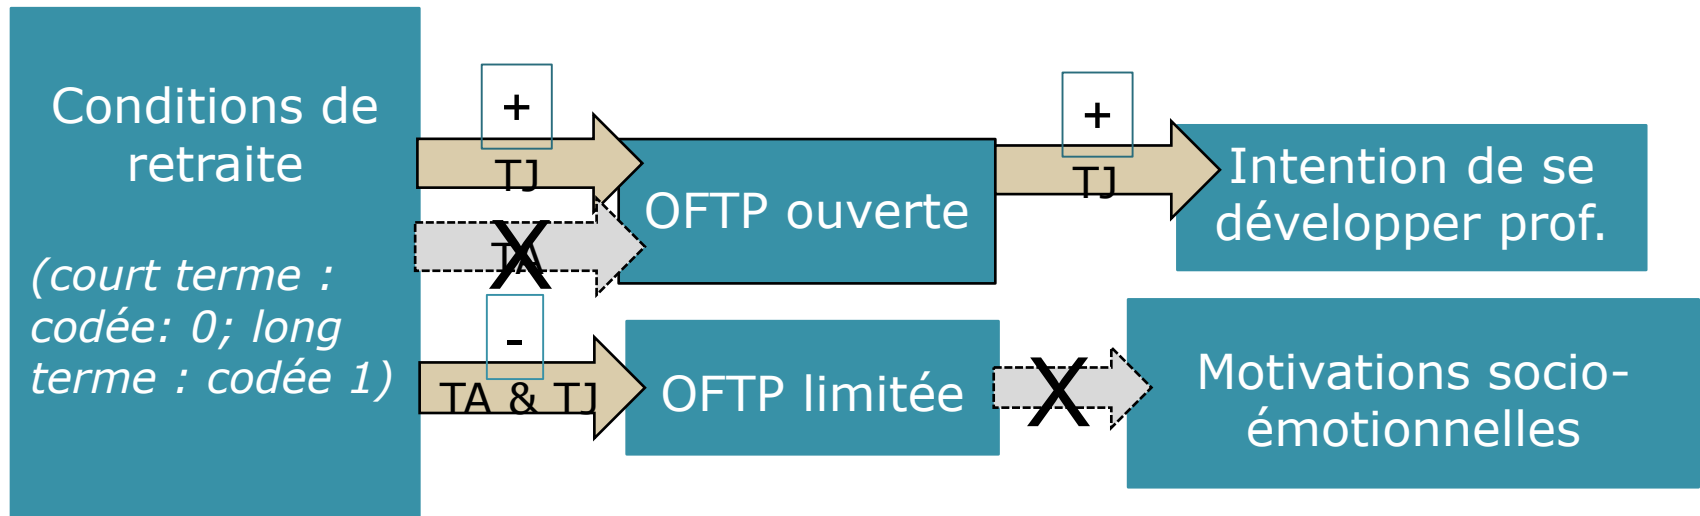 Conditions de
retraite
(court terme :
codée: 0; long
terme : codée 1)
+
TJ
X
TA
-
TA & TJ
OFTP ouverte
OFTP limitée
+
TJ
X
Intention de se
développer prof.
Motivations socio-
émotionnelles